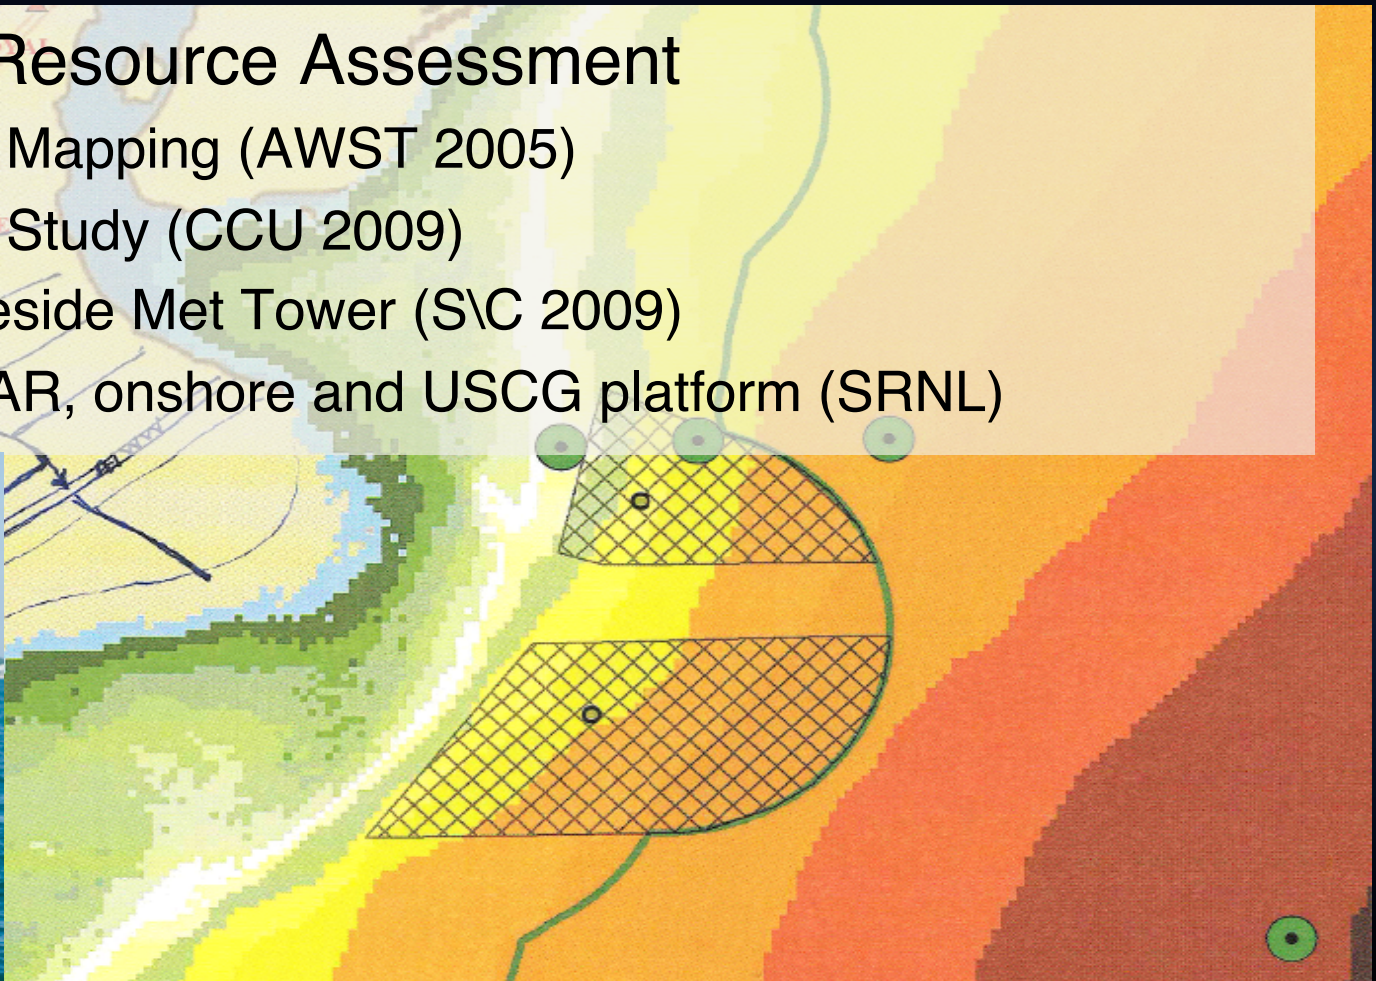 Resource Assessment
Mapping (AWST 2005)
Study (CCU 2009)
eside Met Tower (S\C 2009)
AR, onshore and USCG platform (SRNL)